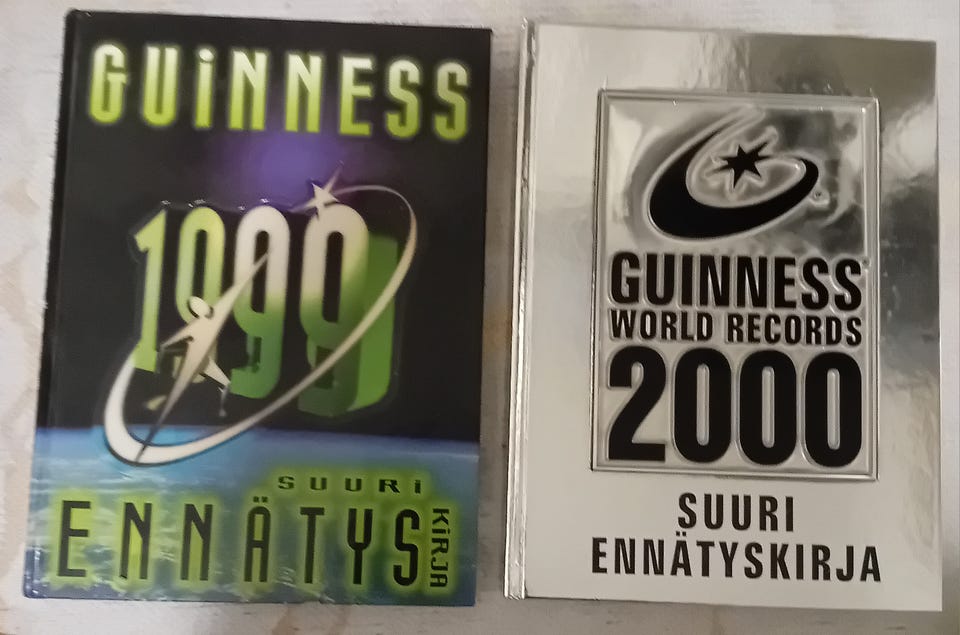 GUiNNESS
1999
SUURi
ENNÄTYS
KiRJA
GUINNESS
WORLD RECORDS
2000
SUURI
ENNÄTYSKIRJA